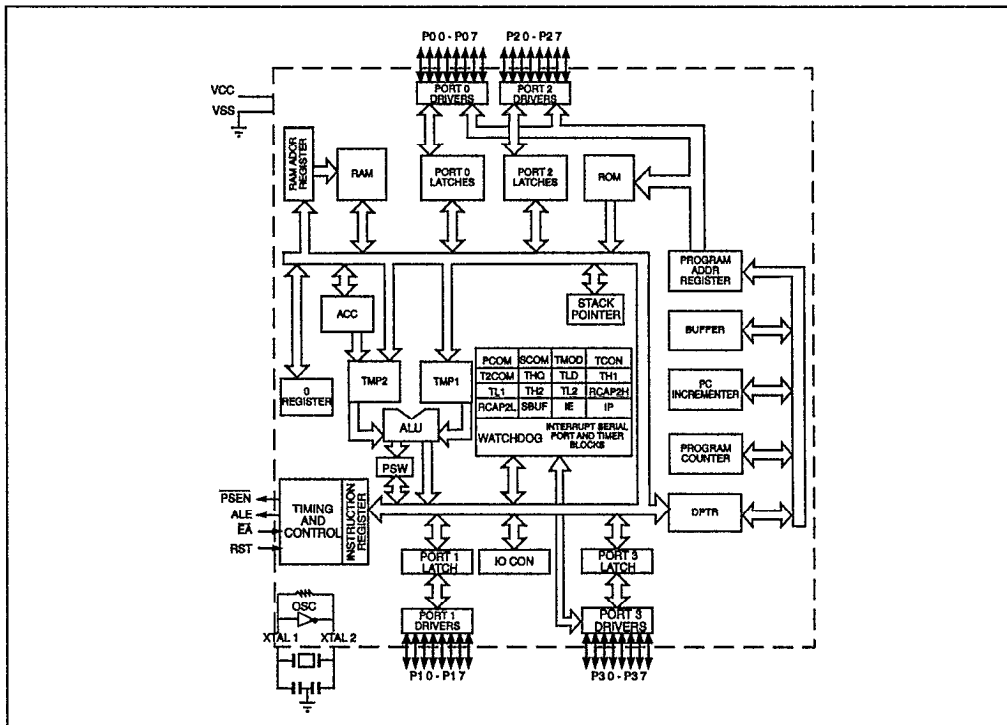 P00-P07
P20-P27
PORT 0
DRIVERS
PORT 2
DRIVERS
VCC
VSS
RAM ADDR
REGISTER
RAM
PORT 0
LATCHES
PORT 2
LATCHES
ROM
PROGRAM
ADDR
REGISTER
STACK
POINTER
ACC
BUFFER
PCOM SCOM TMOD TCON
T2COM THQ TLD TH1
TL1 TH2 TL2 RCAP2H
RCAP2L SBUF IE IP
WATCHDOG
INTERRUPT SERIAL
PORT AND TIMER
BLOCKS
TMP2
TMP1
0
REGISTER
PC
INCREMENTER
ALU
PSW
PROGRAM
COUNTER
PSEN
ALE
EA
RST
TIMING
AND
CONTROL
INSTRUCTION
REGISTER
DPTR
PORT 1
LATCH
IO CON
PORT 3
LATCH
OSC
XTAL 1
XTAL 2
PORT 1
DRIVERS
PORT 3
DRIVERS
P10-P17
P30-P37